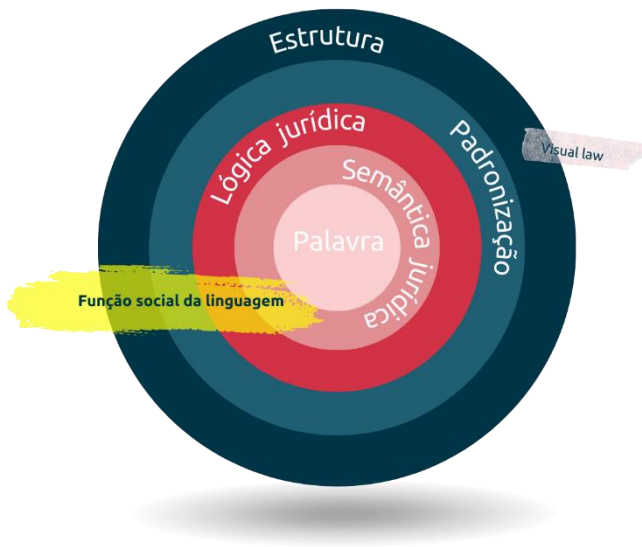 Estrutura
Padronização
Visual law
Lógica jurídica
Semântica jurídica
Palavra
Função social da linguagem